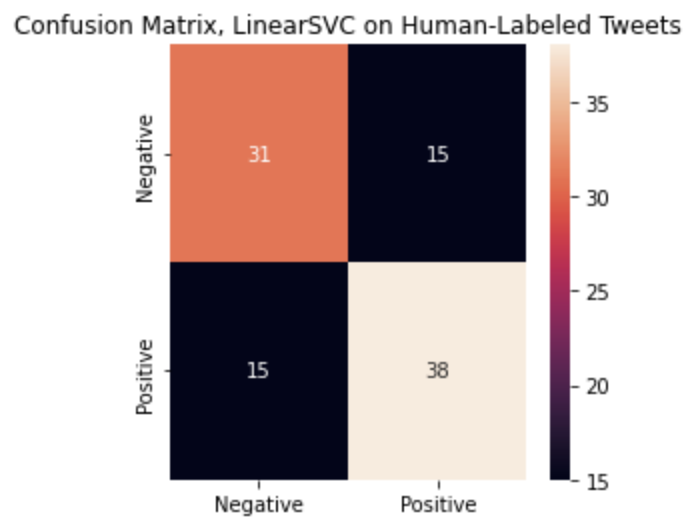 Confusion Matrix, LinearSVC on Human-Labeled Tweets
Negative
31
15
Positive
15
38
Negative
Positive
35
30
25
20
15